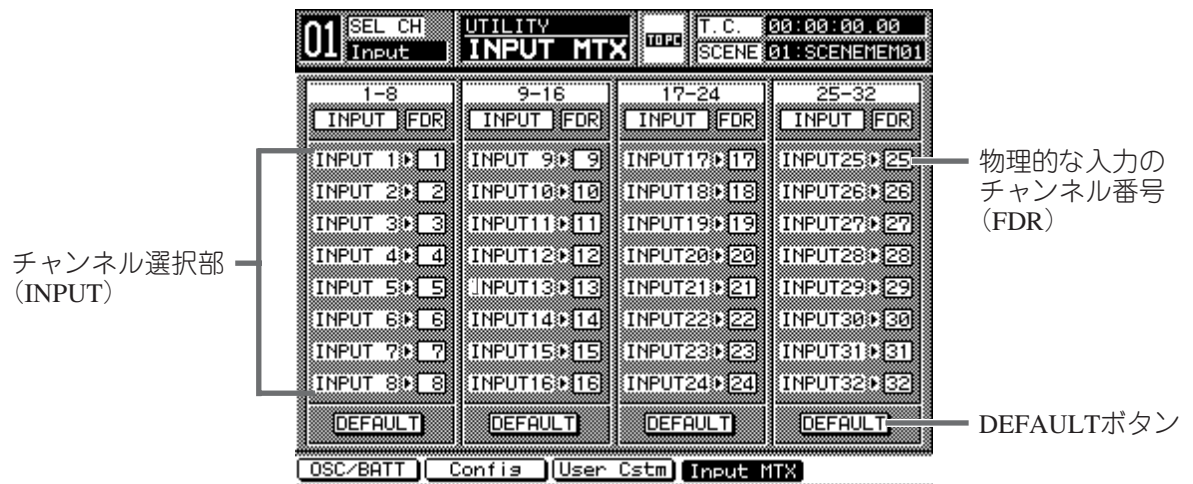 01 SEL CH UTILITY TO PC T. C. 00:00:00.00
Input INPUT MTX SCENE 01:SCENEMEM01
1-8 9-16 17-24 25-32
INPUT FDR INPUT FDR INPUT FDR INPUT FDR
INPUT 1 1 INPUT 9 9 INPUT17 17 INPUT25 25
INPUT 2 2 INPUT10 10 INPUT18 18 INPUT26 26
INPUT 3 3 INPUT11 11 INPUT19 19 INPUT27 27
INPUT 4 4 INPUT12 12 INPUT20 20 INPUT28 28
INPUT 5 5 INPUT13 13 INPUT21 21 INPUT29 29
INPUT 6 6 INPUT14 14 INPUT22 22 INPUT30 30
INPUT 7 7 INPUT15 15 INPUT23 23 INPUT31 31
INPUT 8 8 INPUT16 16 INPUT24 24 INPUT32 32
DEFAULT DEFAULT DEFAULT DEFAULT
OSC/BATT Config User Cstm Input MTX
チャンネル選択部
（INPUT）
物理的な入力の
チャンネル番号
（FDR）
DEFAULTボタン